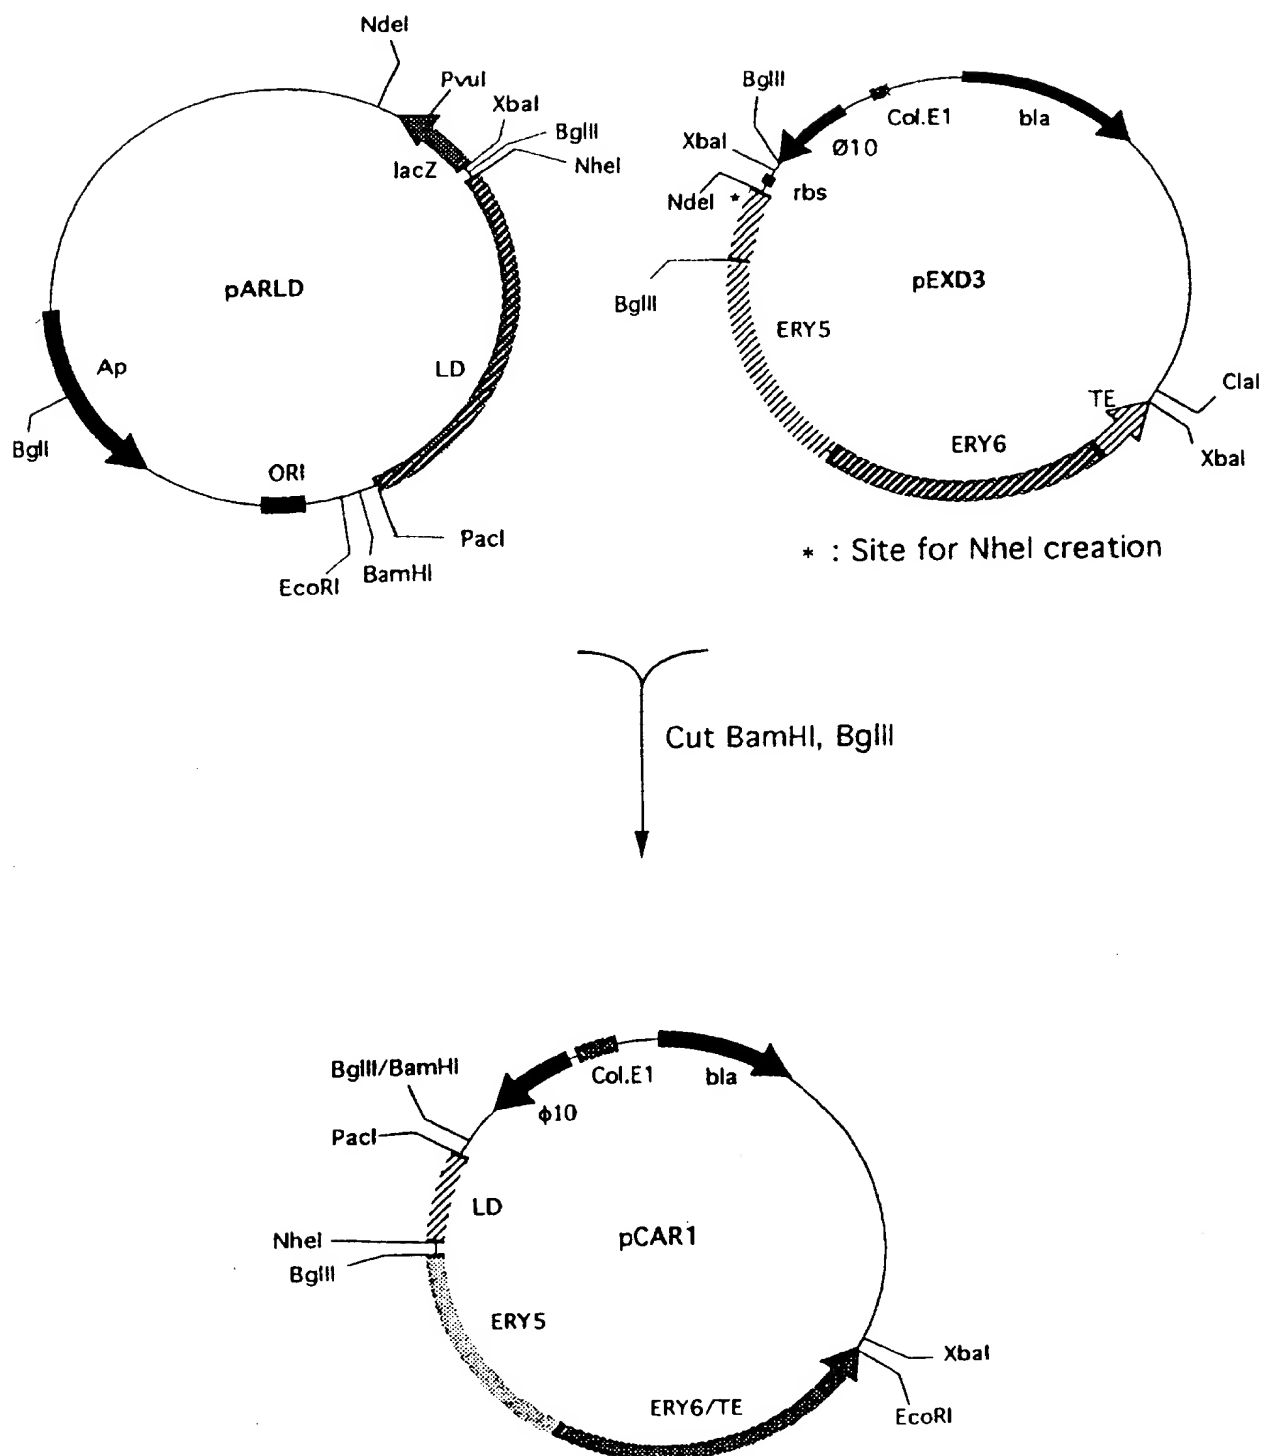 NdeI
PvuI
XbaI
BglII
NheI
lacZ
pARLD
Ap
LD
BglI
ORI
PacI
BamHI
EcoRI
BglII
Col.E1
bla
XbaI
Ø10
NdeI
*
rbs
pEXD3
BglII
ERY5
ClaI
TE
ERY6
XbaI
* : Site for NheI creation
Cut BamHI, BglII
BglII/BamHI
Col.E1
bla
ϕ10
PacI
LD
pCAR1
NheI
BglII
ERY5
XbaI
ERY6/TE
EcoRI